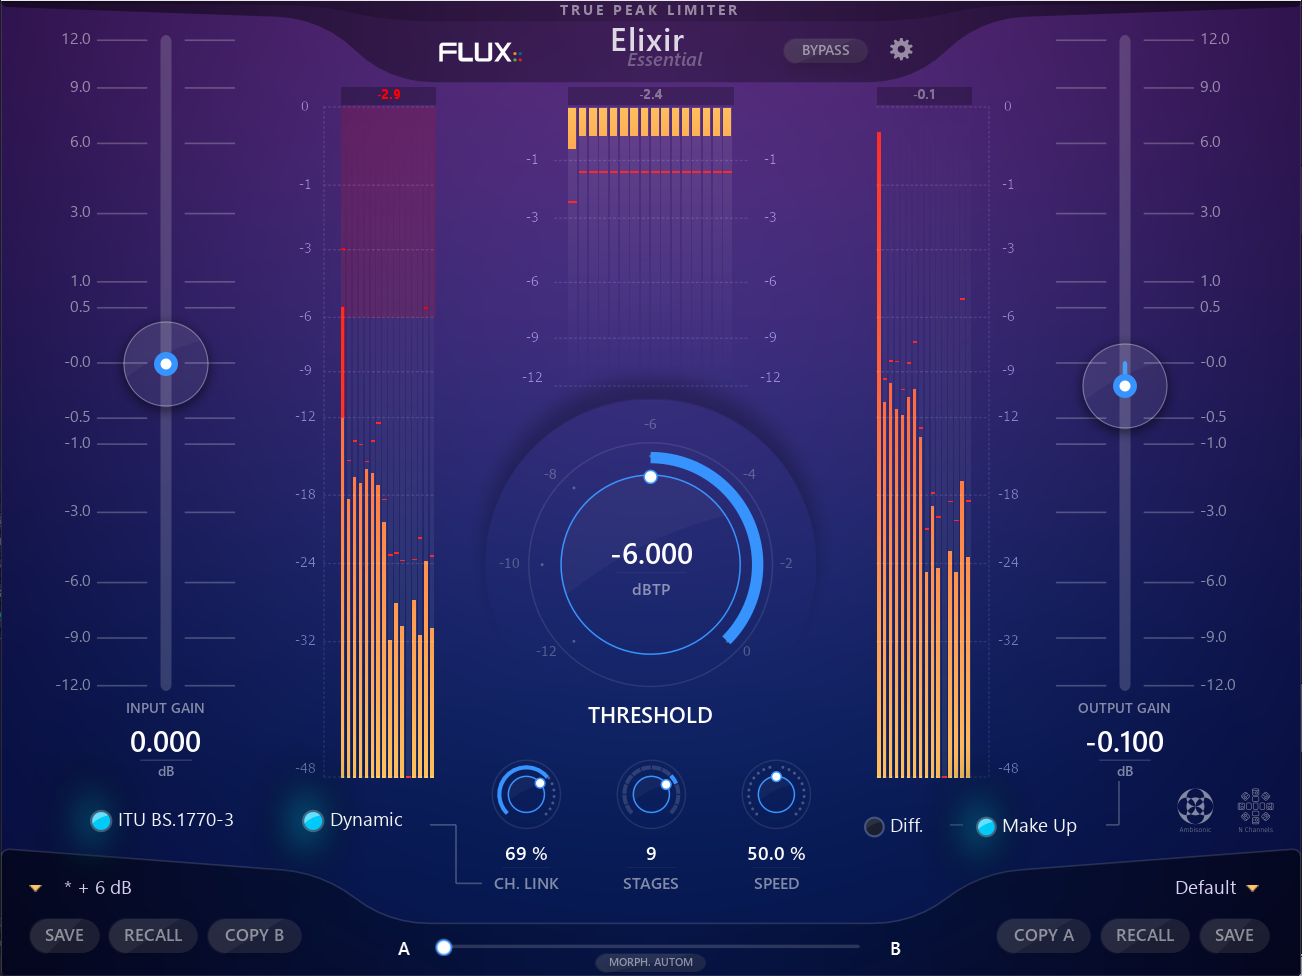 TRUE PEAK LIMITER
FLUX::
Elixir
Essential
BYPASS
12.0
9.0
6.0
3.0
1.0
0.5
-0.0
-0.5
-1.0
-3.0
-6.0
-9.0
-12.0
INPUT GAIN
0.000
dB
-2.9
0
-1
-3
-6
-9
-12
-18
-24
-32
-48
-2.4
-1 -1
-3 -3
-6 -6
-9 -9
-12 -12
-6
-8 -4
-10 -2
-12 0
-6.000
dBTP
THRESHOLD
-0.1
0
-1
-3
-6
-9
-12
-18
-24
-32
-48
12.0
9.0
6.0
3.0
1.0
0.5
-0.0
-0.5
-1.0
-3.0
-6.0
-9.0
-12.0
OUTPUT GAIN
-0.100
dB
ITU BS.1770-3
Dynamic
69 %
CH. LINK
9
STAGES
50.0 %
SPEED
Diff.
Make Up
Ambisonic
N Channels
* + 6 dB
Default
SAVE RECALL COPY B
A
B
MORPH. AUTOM
COPY A RECALL SAVE